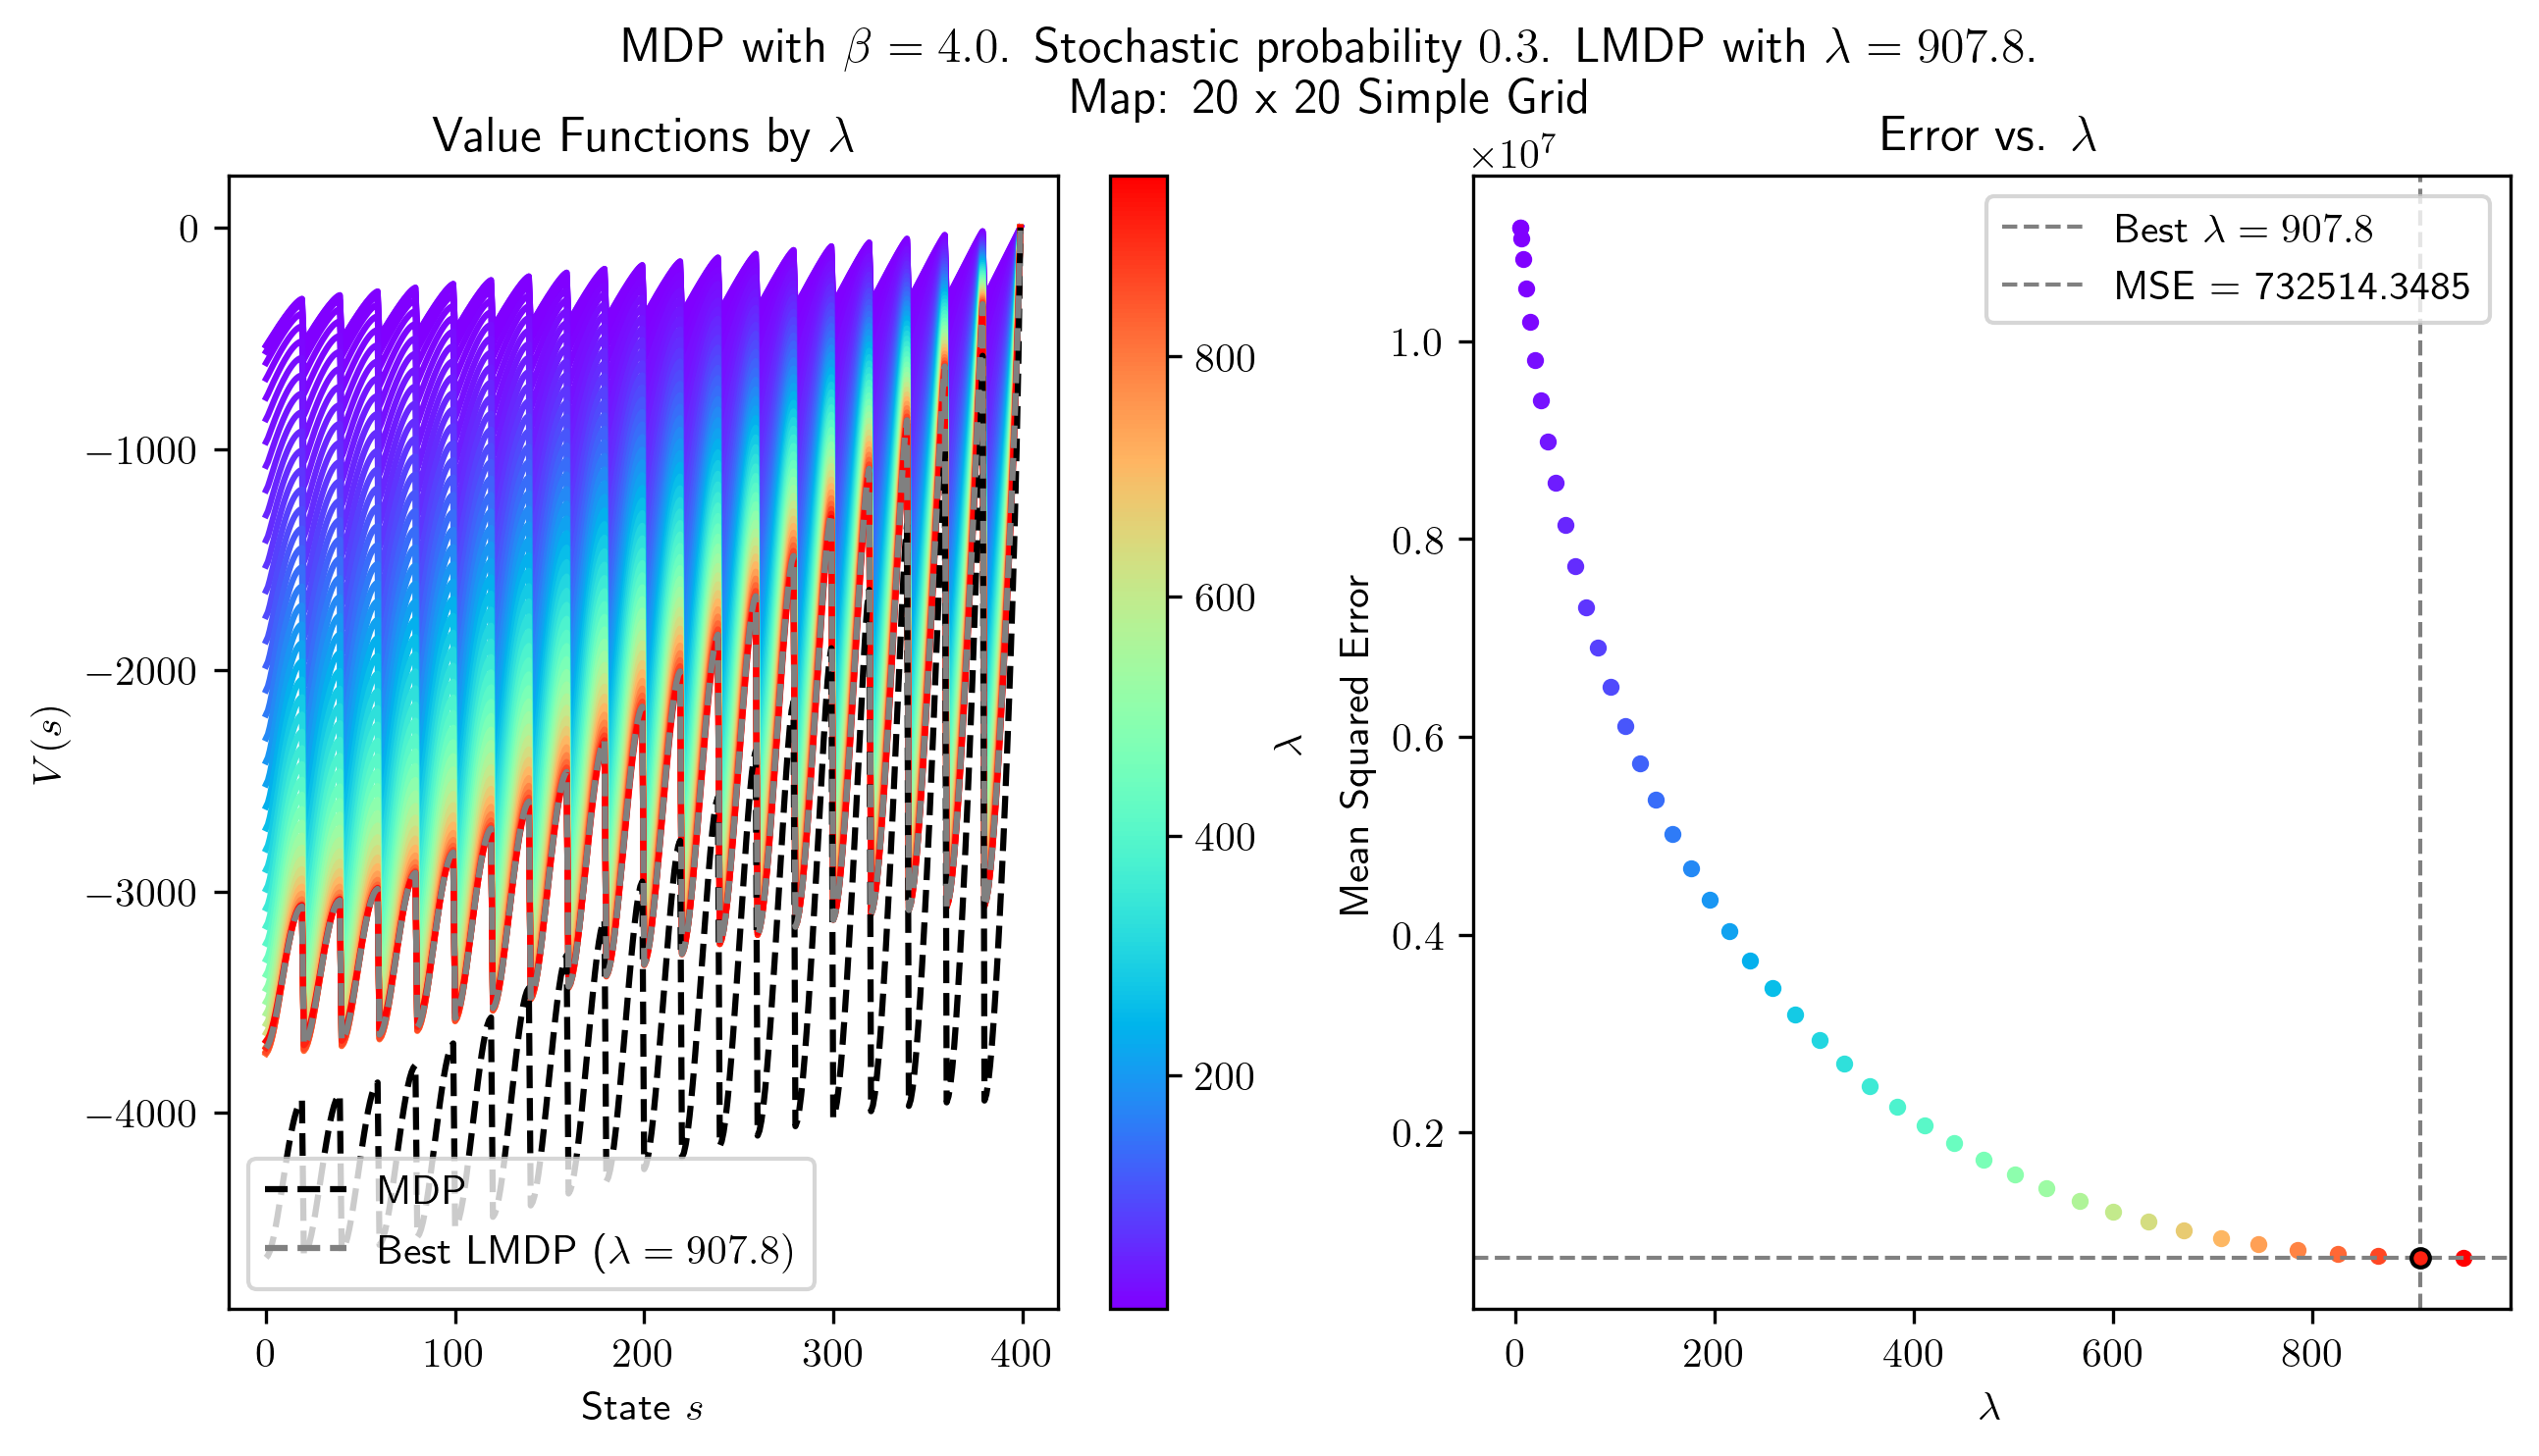 MDP with β = 4.0. Stochastic probability 0.3. LMDP with λ = 907.8.
Map: 20 x 20 Simple Grid
Value Functions by λ
0
−1000
−2000
−3000
−4000
V(s)
MDP
Best LMDP (λ = 907.8)
0 100 200 300 400
State s
800
600
400
200
λ
Error vs. λ
×10⁷
Best λ = 907.8
MSE = 732514.3485
1.0
0.8
0.6
0.4
0.2
Mean Squared Error
0 200 400 600 800
λ